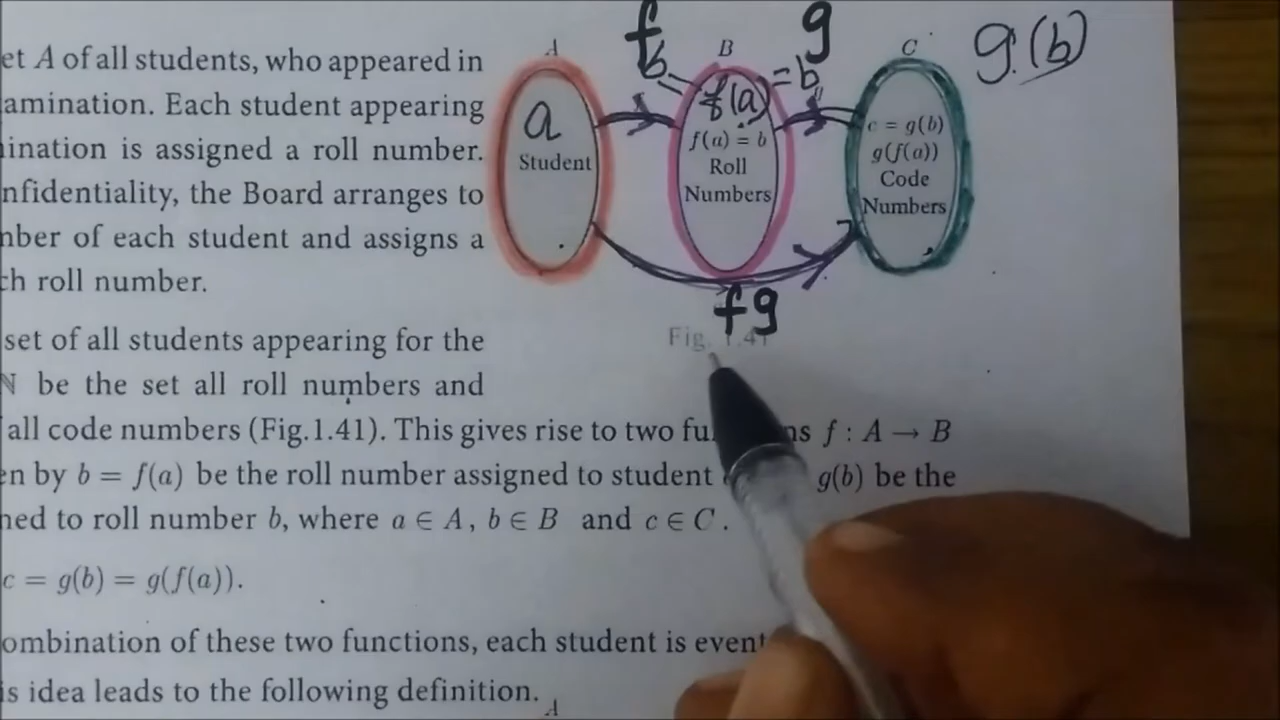 f g
A B C g(b)
b f(a) = b
a
Student
f(a) = b
Roll
Numbers
c = g(b)
g(f(a))
Code
Numbers
fg
Fig. 1.41
et A of all students, who appeared in
amination. Each student appearing
ination is assigned a roll number.
nfidentiality, the Board arranges to
nber of each student and assigns a
ch roll number.
set of all students appearing for the
ℕ be the set all roll numbers and
all code numbers (Fig.1.41). This gives rise to two fu ns f : A → B
en by b = f(a) be the roll number assigned to student g(b) be the
ned to roll number b, where a ∈ A, b ∈ B and c ∈ C.
c = g(b) = g(f(a)).
ombination of these two functions, each student is event
is idea leads to the following definition.
A